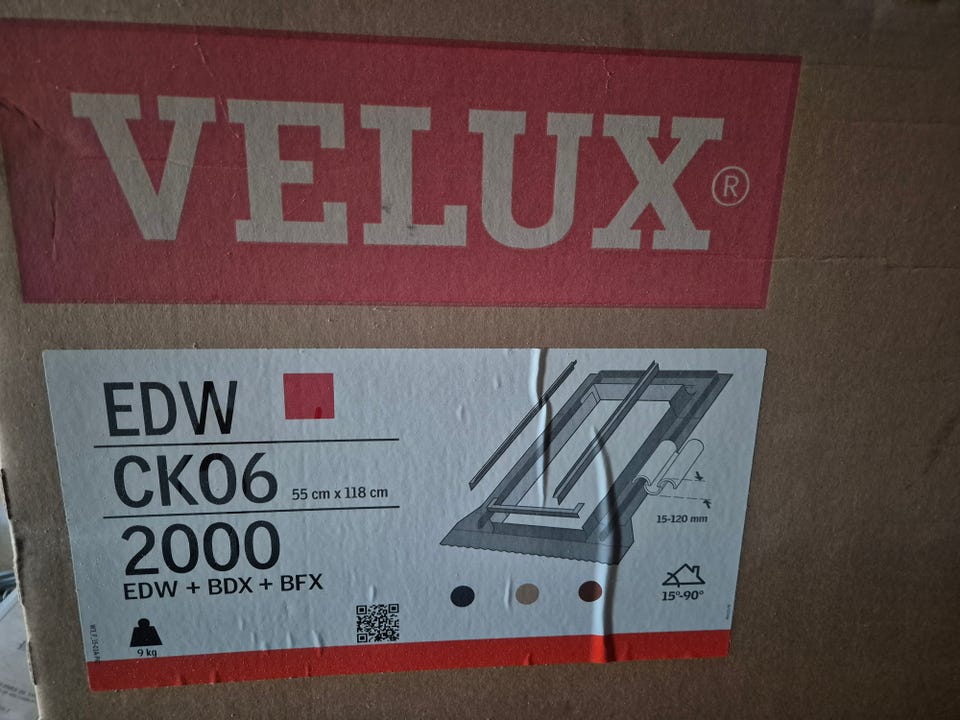 VELUX®
EDW
CK06 55 cm x 118 cm
2000
EDW + BDX + BFX
9 kg
15-120 mm
15°-90°